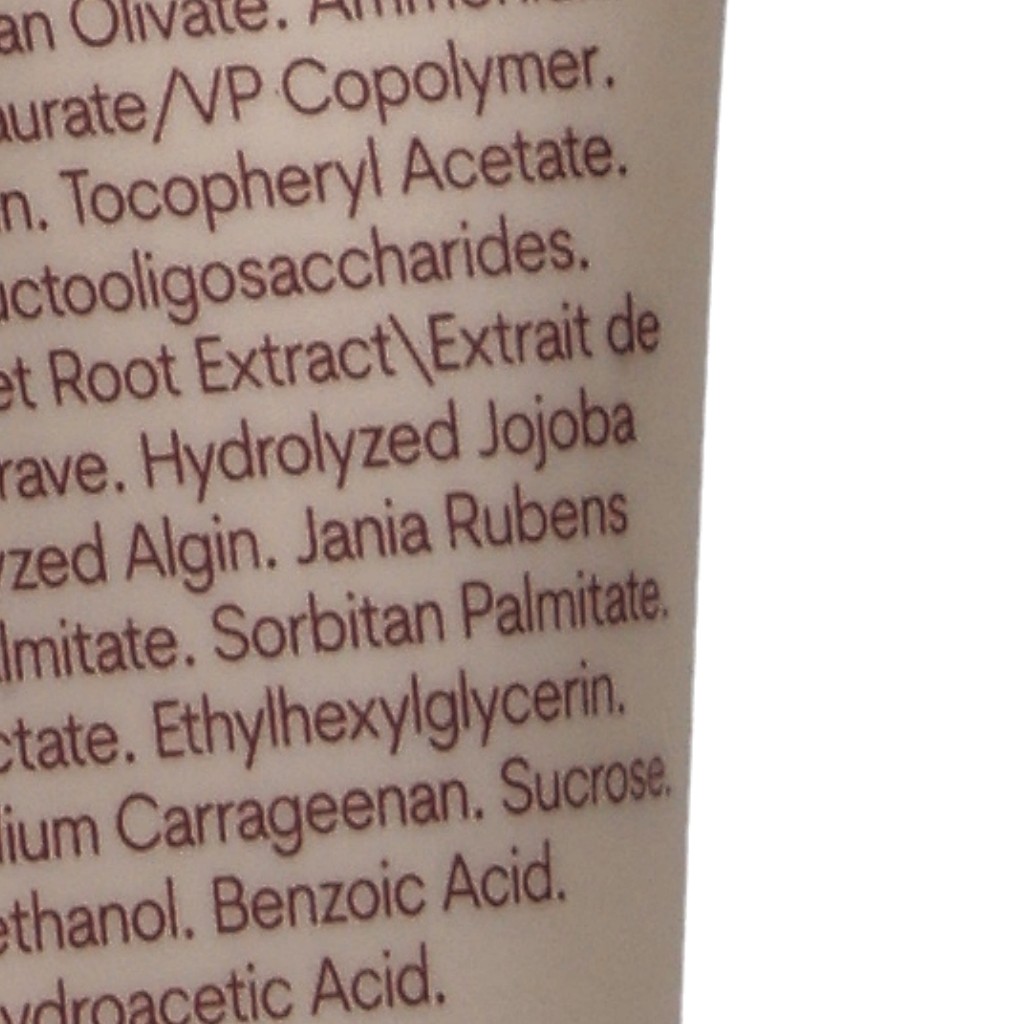 an Olivate.
aurate/VP Copolymer.
n. Tocopheryl Acetate.
uctooligosaccharides.
et Root Extract\Extrait de
rave. Hydrolyzed Jojoba
yzed Algin. Jania Rubens
lmitate. Sorbitan Palmitate.
ctate. Ethylhexylglycerin.
lium Carrageenan. Sucrose.
ethanol. Benzoic Acid.
ydroacetic Acid.